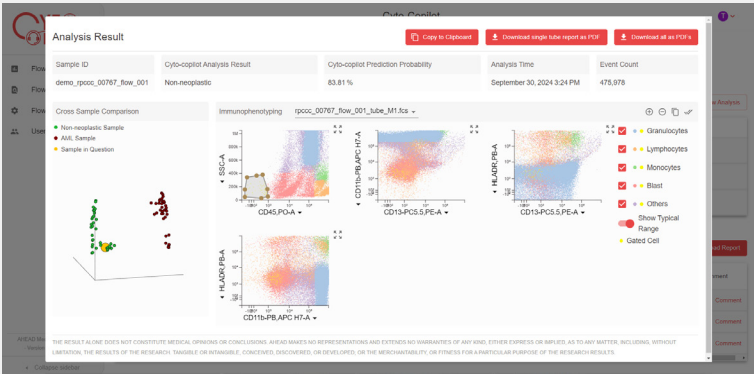 Cyto Copilot
Analysis Result
Copy to Clipboard
Download single tube report as PDF
Download all as PDFs
Sample ID
Cyto-copilot Analysis Result
Cyto-copilot Prediction Probability
Analysis Time
Event Count
demo_rpccc_00767_flow_001
Non-neoplastic
83.81 %
September 30, 2024 3:24 PM
475,978
Cross Sample Comparison
Non-neoplastic Sample
AML Sample
Sample in Question
Immunophenotyping
rpccc_00767_flow_001_tube_M1.fcs
SSC-A
CD45,PO-A
CD11b-PB,APC H7-A
CD13-PC5.5,PE-A
HLADR,PB-A
CD13-PC5.5,PE-A
Granulocytes
Lymphocytes
Monocytes
Blast
Others
Show Typical
Range
Gated Cell
HLADR,PB-A
CD11b-PB,APC H7-A
THE RESULT ALONE DOES NOT CONSTITUTE MEDICAL OPINIONS OR CONCLUSIONS. AHEAD MAKES NO REPRESENTATIONS AND EXTENDS NO WARRANTIES OF ANY KIND, EITHER EXPRESS OR IMPLIED, AS TO ANY MATTER, INCLUDING, WITHOUT
LIMITATION, THE RESULTS OF THE RESEARCH, TANGIBLE OR INTANGIBLE, CONCEIVED, DISCOVERED, OR DEVELOPED, OR THE MERCHANTABILITY, OR FITNESS FOR A PARTICULAR PURPOSE OF THE RESEARCH RESULTS.
Flow
Flow
Flow
User
Comment
Comment
Comment
Collapse sidebar